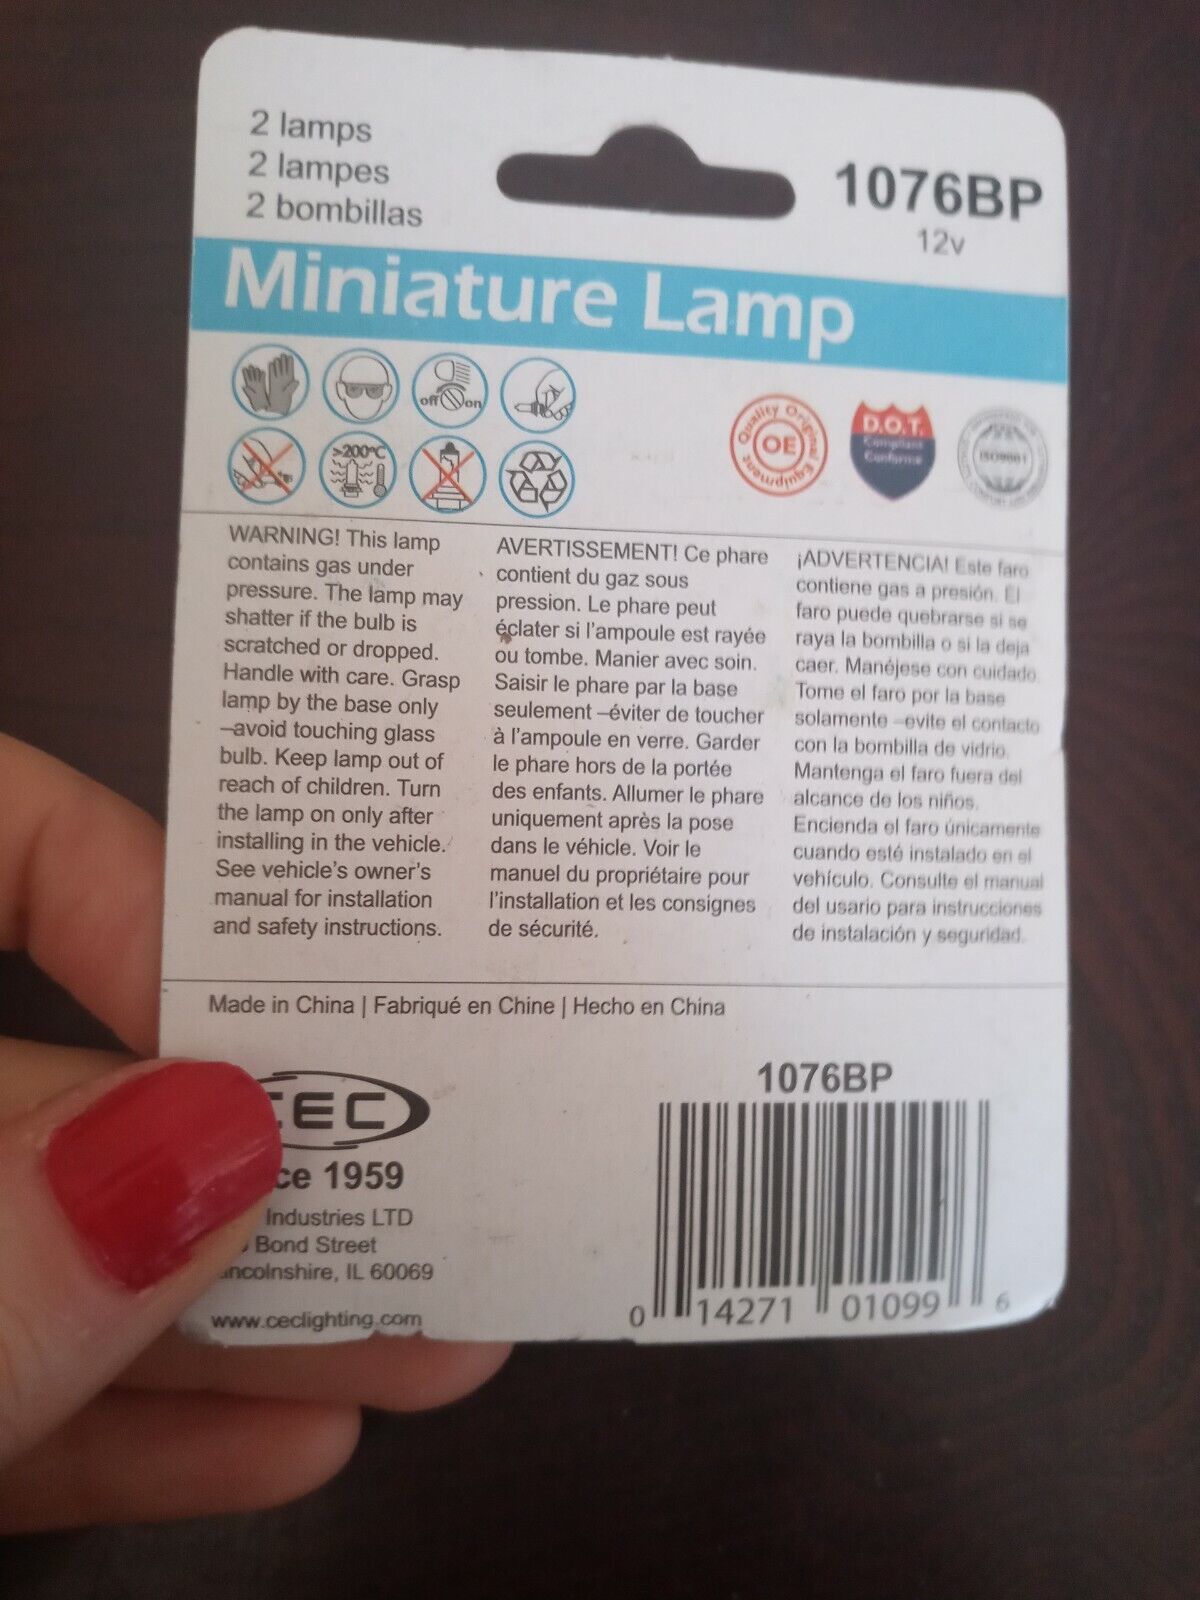 2 lamps
2 lampes
2 bombillas
1076BP
12v
Miniature Lamp
off on
>200°C
Quality Original Equipment
OE
D.O.T.
Compliant
Conforme
ISO9001
WARNING! This lamp
contains gas under
pressure. The lamp may
shatter if the bulb is
scratched or dropped.
Handle with care. Grasp
lamp by the base only
–avoid touching glass
bulb. Keep lamp out of
reach of children. Turn
the lamp on only after
installing in the vehicle.
See vehicle's owner's
manual for installation
and safety instructions.
AVERTISSEMENT! Ce phare
contient du gaz sous
pression. Le phare peut
éclater si l'ampoule est rayée
ou tombe. Manier avec soin.
Saisir le phare par la base
seulement –éviter de toucher
à l'ampoule en verre. Garder
le phare hors de la portée
des enfants. Allumer le phare
uniquement après la pose
dans le véhicle. Voir le
manuel du propriétaire pour
l'installation et les consignes
de sécurité.
¡ADVERTENCIA! Este faro
contiene gas a presión. El
faro puede quebrarse si se
raya la bombilla o si la deja
caer. Manéjese con cuidado.
Tome el faro por la base
solamente –evite el contacto
con la bombilla de vidrio.
Mantenga el faro fuera del
alcance de los niños.
Encienda el faro únicamente
cuando esté instalado en el
vehículo. Consulte el manual
del usario para instrucciones
de instalación y seguridad.
Made in China | Fabriqué en Chine | Hecho en China
CEC
1959
Industries LTD
Bond Street
IL 60069
www.ceclighting.com
1076BP
0 14271 01099 6